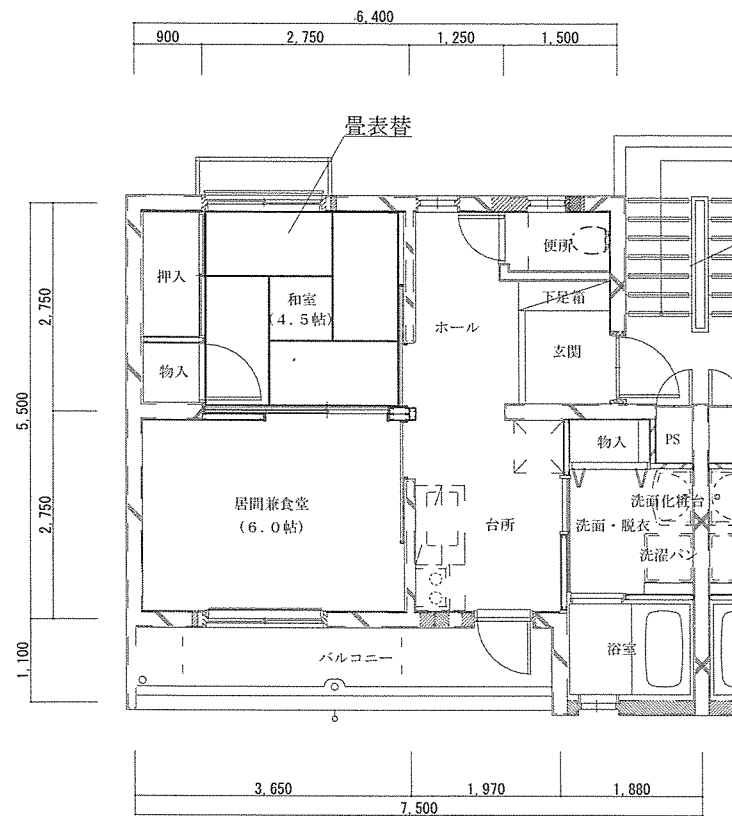 6,400
900
2,750
1,250
1,500
畳表替
便所
押入
和室
(4.5帖)
下足箱
ホール
玄関
物入
2,750
5,500
2,750
1,100
物入
PS
居間兼食堂
(6.0帖)
台所
洗面化粧台
洗面・脱衣
洗濯パン
浴室
バルコニー
3,650
1,970
1,880
7,500